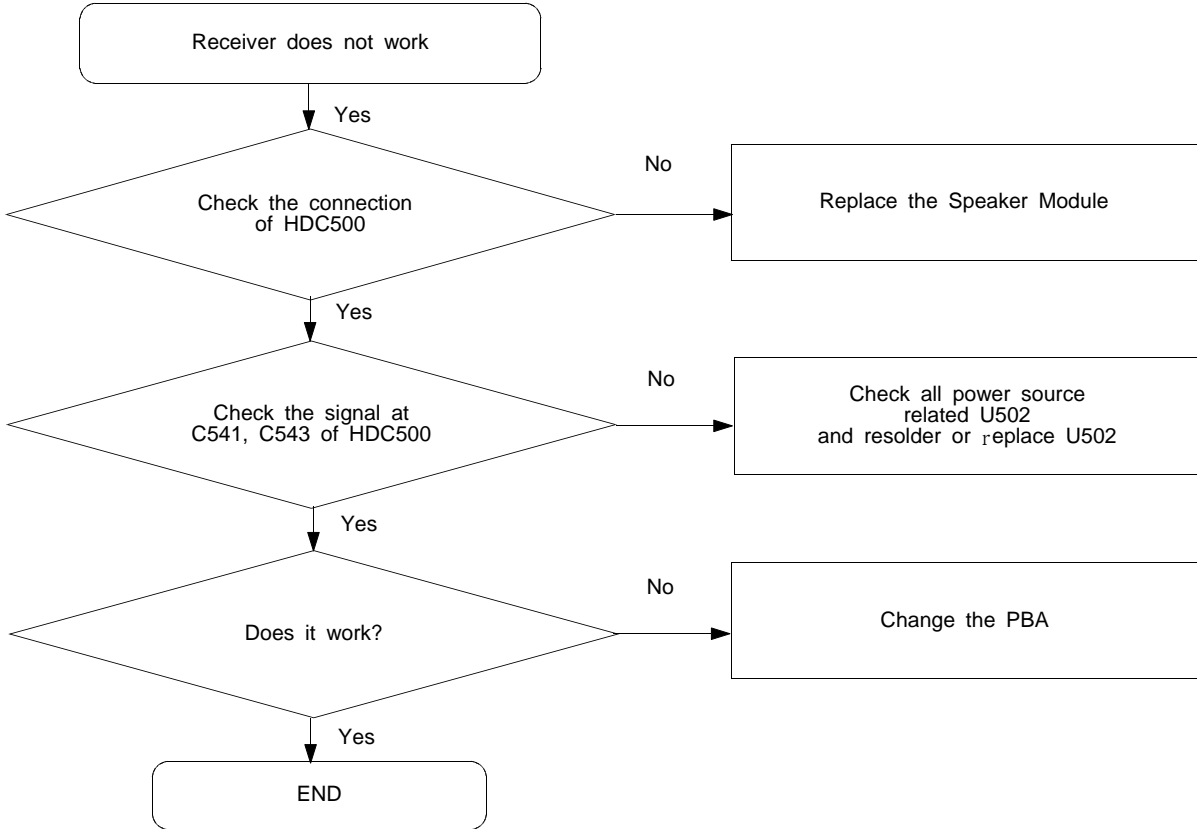 Receiver does not work
Yes
Check the connection
of HDC500
No
Replace the Speaker Module
Yes
Check the signal at
C541, C543 of HDC500
No
Check all power source
related U502
and resolder or replace U502
Yes
Does it work?
No
Change the PBA
Yes
END